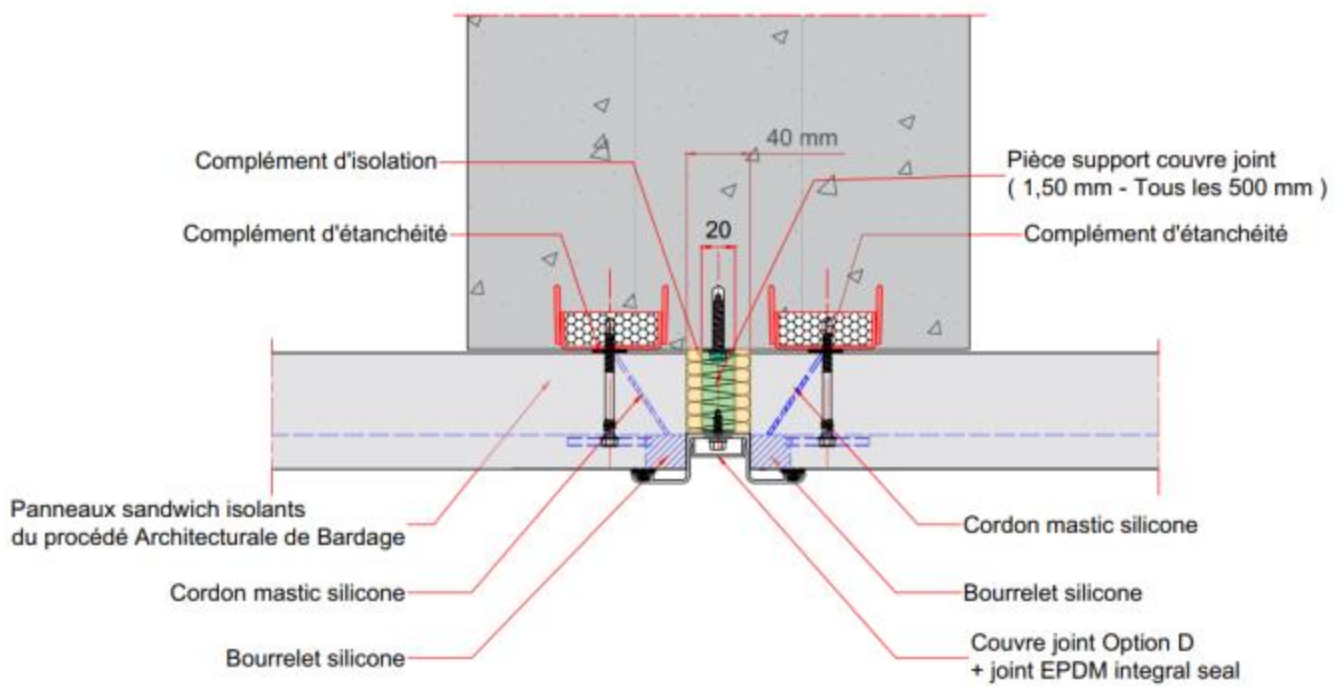 40 mm
Complément d'isolation
Pièce support couvre joint
( 1,50 mm - Tous les 500 mm )
Complément d'étanchéité
20
Complément d'étanchéité
Panneaux sandwich isolants
du procédé Architecturale de Bardage
Cordon mastic silicone
Cordon mastic silicone
Bourrelet silicone
Bourrelet silicone
Couvre joint Option D
+ joint EPDM integral seal